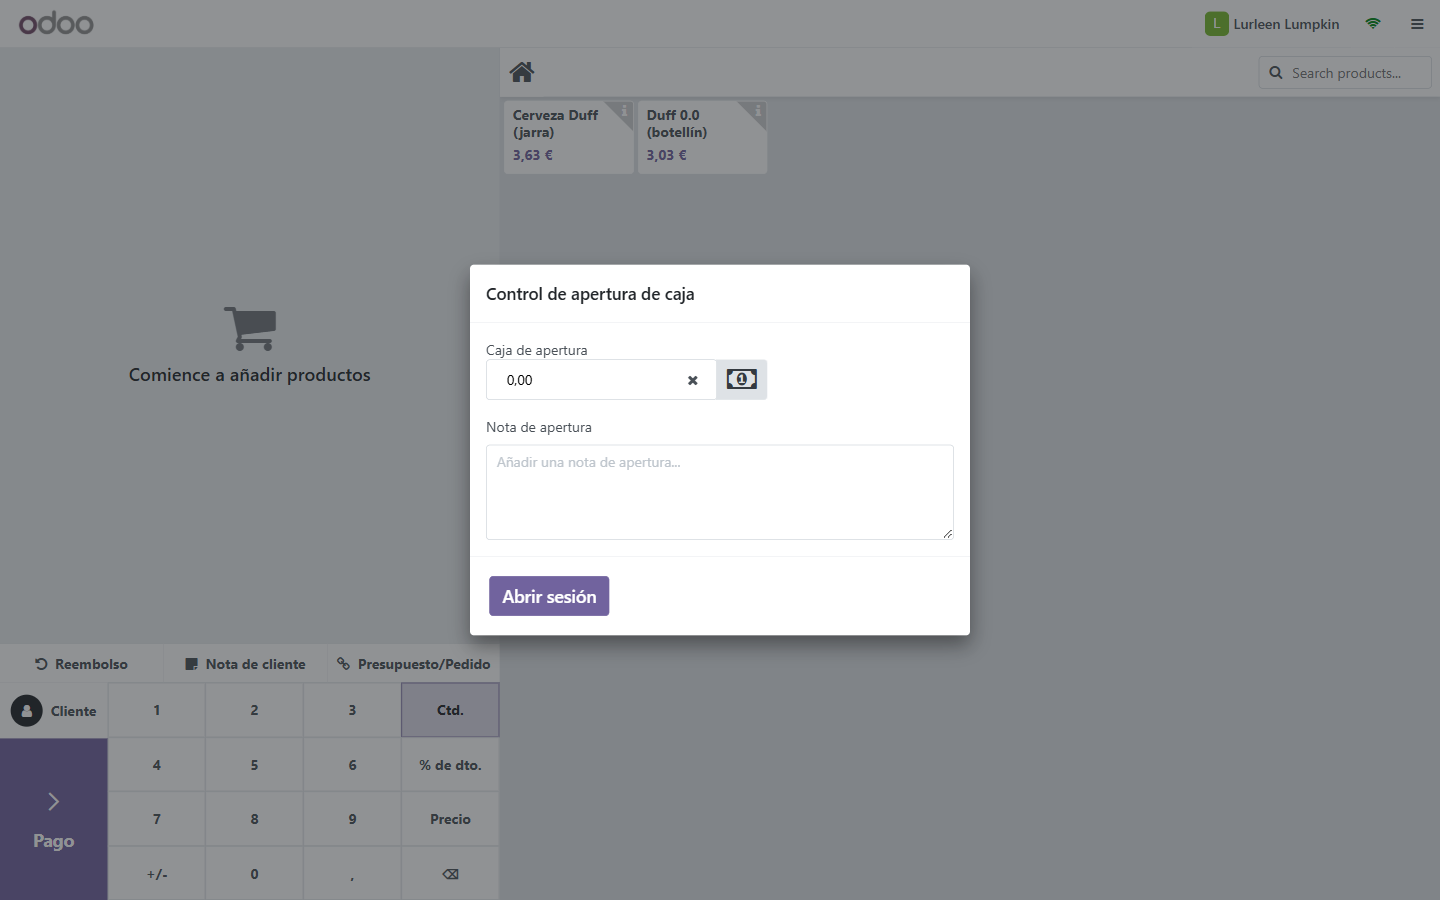 odoo
L Lurleen Lumpkin
Search products...
Cerveza Duff
(jarra)
3,63 €
Duff 0.0
(botellín)
3,03 €
Comience a añadir productos
Control de apertura de caja
Caja de apertura
0,00
Nota de apertura
Añadir una nota de apertura...
Abrir sesión
Reembolso
Nota de cliente
Presupuesto/Pedido
Cliente
1 2 3 Ctd.
4 5 6 % de dto.
7 8 9 Precio
+/- 0 , ⌫
Pago